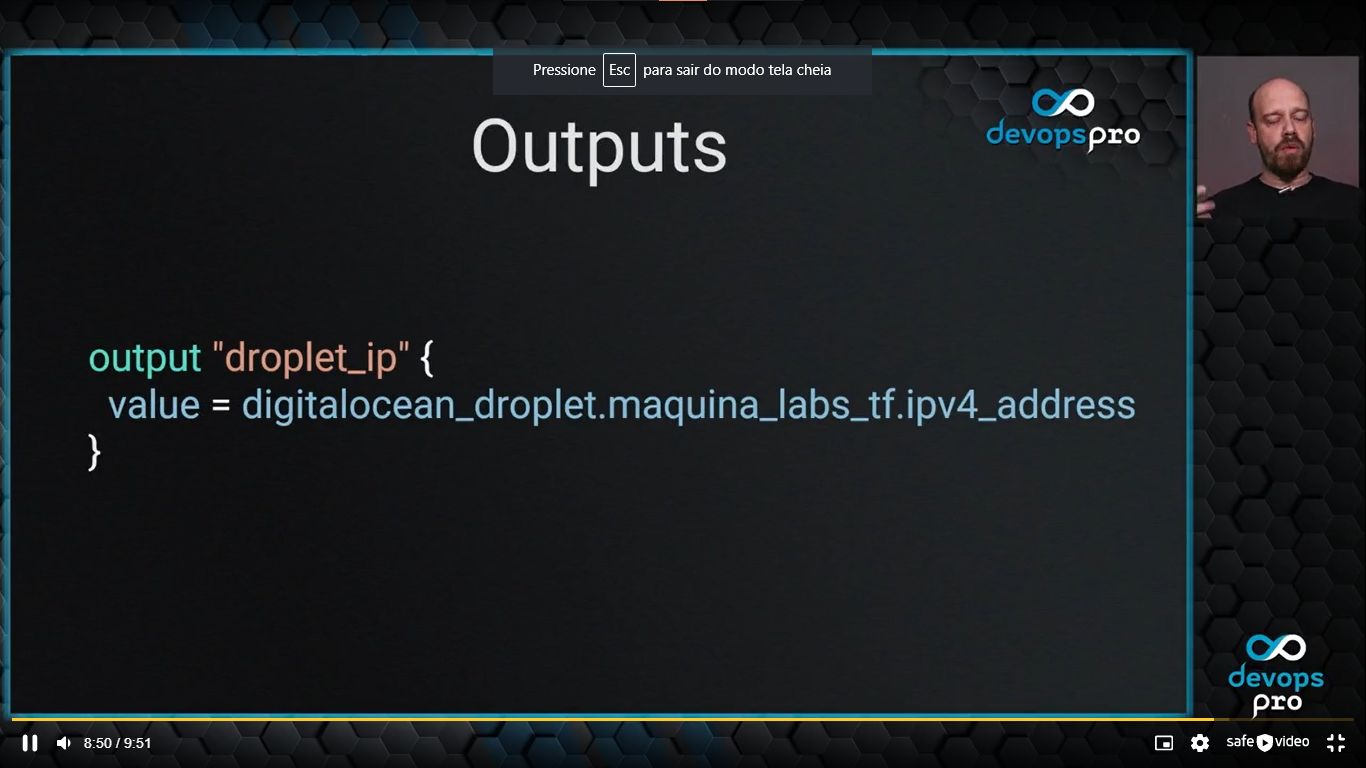 Pressione Esc para sair do modo tela cheia
Outputs
devopspro
output "droplet_ip" {
value = digitalocean_droplet.maquina_labs_tf.ipv4_address
}
devops
pro
8:50 / 9:51
safe video